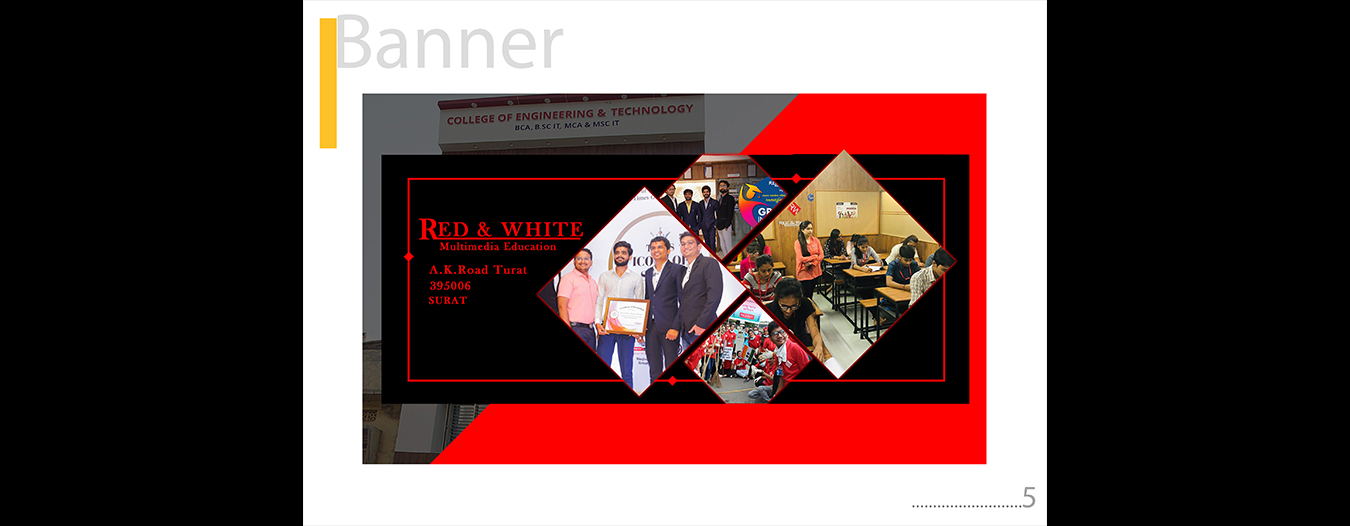 Banner
COLLEGE OF ENGINEERING & TECHNOLOGY
BCA, B.SC IT, MCA & MSC IT
RED & WHITE
Multimedia Education
A.K.Road Turat
395006
SURAT
5